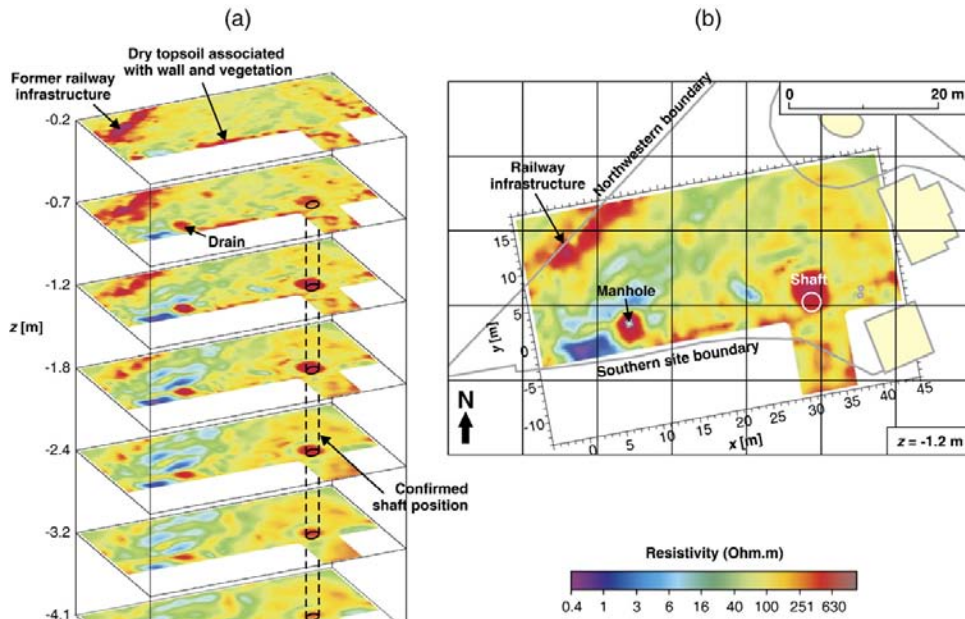 (a)
(b)
Dry topsoil associated
with wall and vegetation
Former railway
infrastructure
-0.2
-0.7
Drain
-1.2
z [m]
-1.8
-2.4
Confirmed
shaft position
-3.2
-4.1
0 20 m
Northwestern boundary
Railway
infrastructure
15
10
5
0
-5
-10
y [m]
Manhole
Shaft
Southern site boundary
N
0 5 10 15 20 25 30 35 40 45
x [m]
z = -1.2 m
Resistivity (Ohm.m)
0.4 1 3 6 16 40 100 251 630